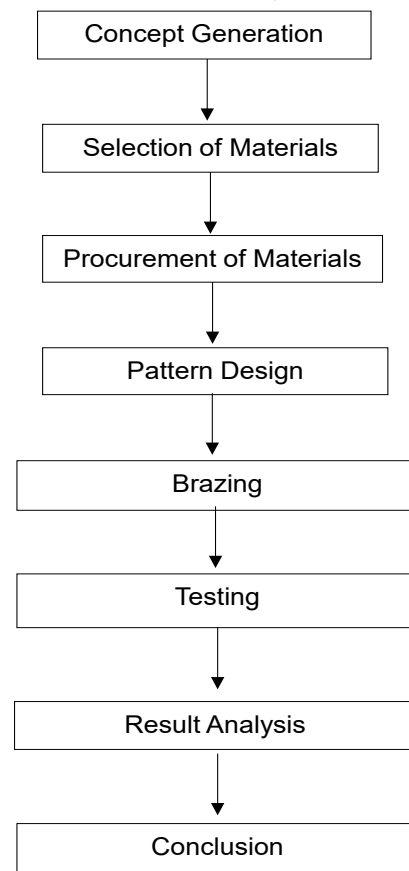 Concept Generation
Selection of Materials
Procurement of Materials
Pattern Design
Brazing
Testing
Result Analysis
Conclusion